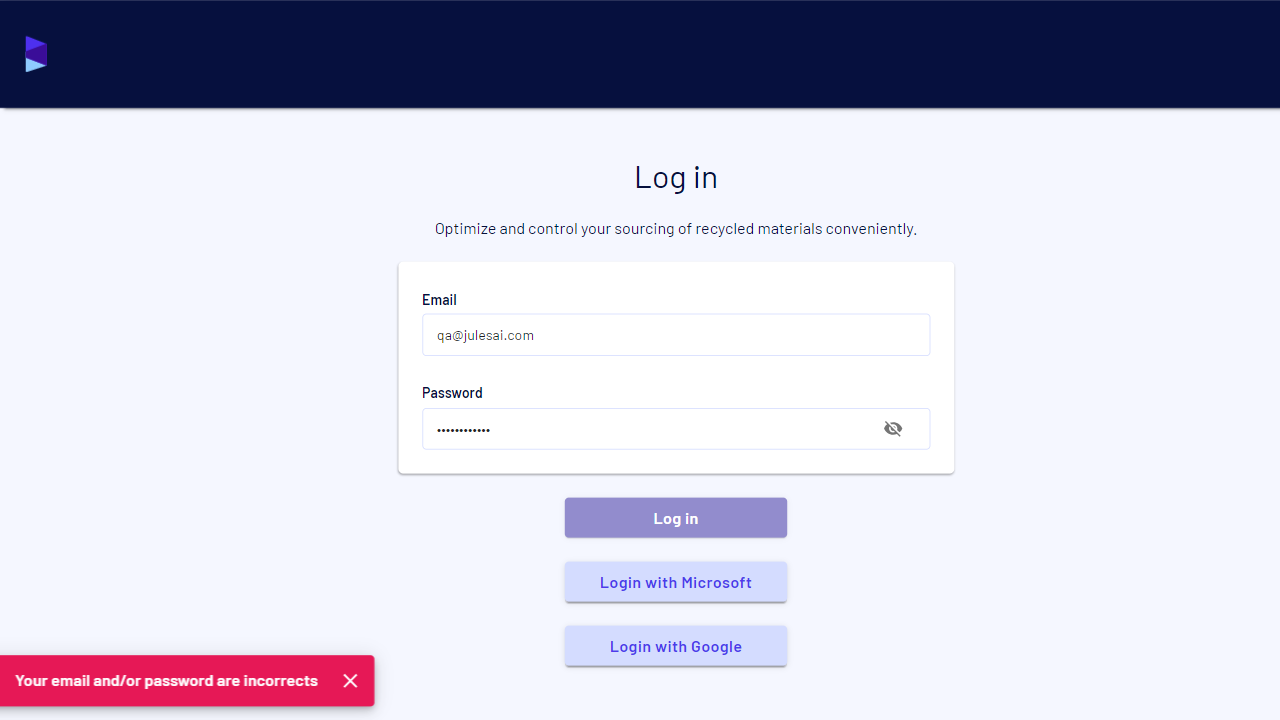 Log in
Optimize and control your sourcing of recycled materials conveniently.
Email
qa@julesai.com
Password
••••••••••••
Log in
Login with Microsoft
Login with Google
Your email and/or password are incorrects